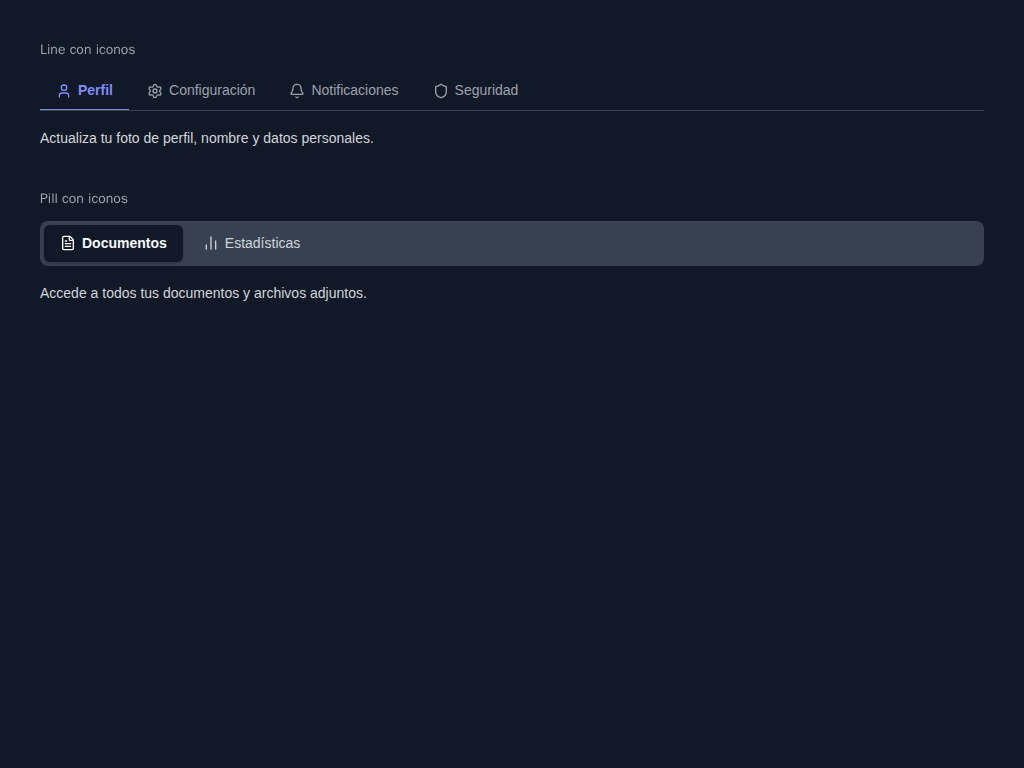 Line con iconos
Perfil Configuración Notificaciones Seguridad
Actualiza tu foto de perfil, nombre y datos personales.
Pill con iconos
Documentos Estadísticas
Accede a todos tus documentos y archivos adjuntos.